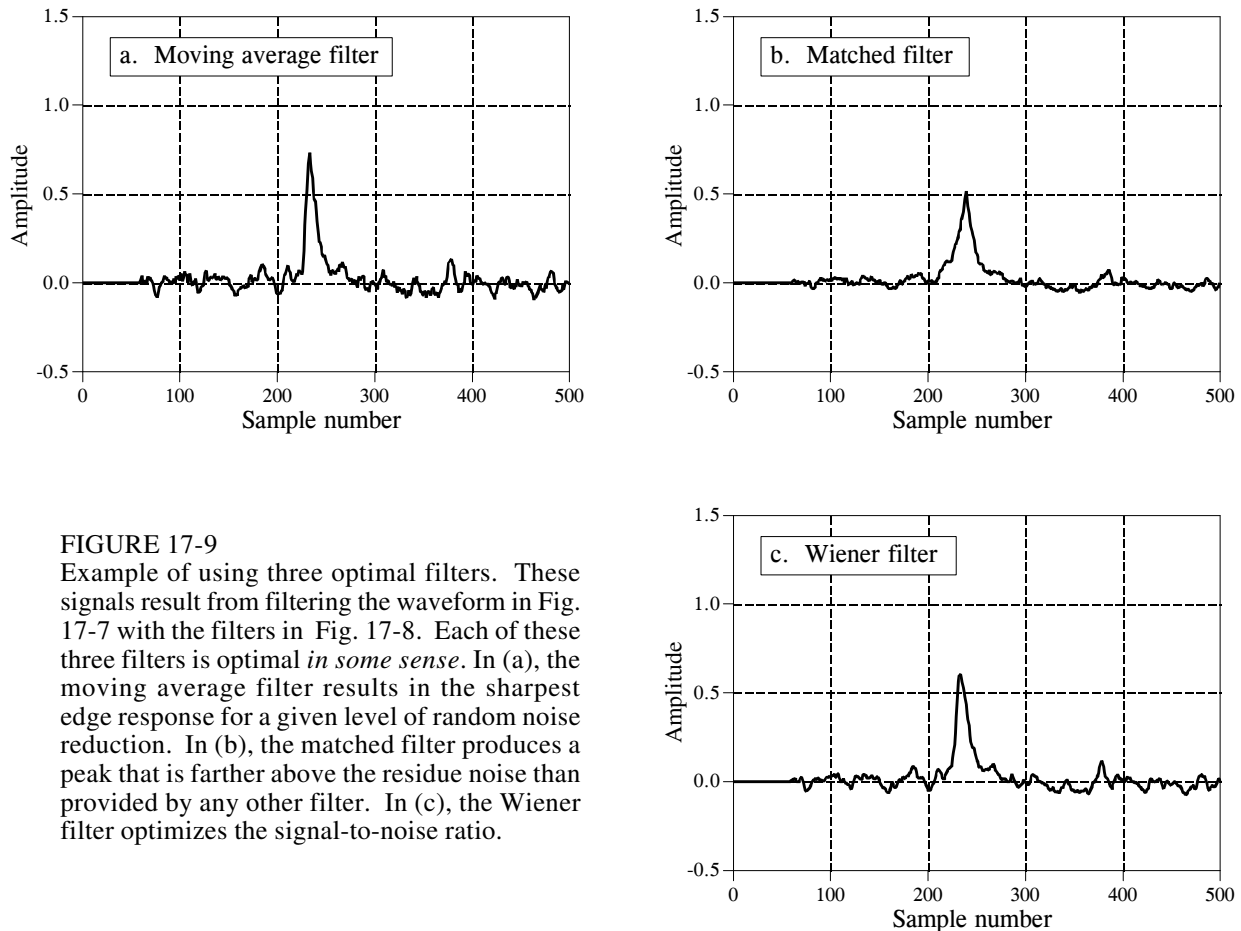 1.5
1.0
0.5
0.0
-0.5
0 100 200 300 400 500
Amplitude
Sample number
a. Moving average filter
1.5
1.0
0.5
0.0
-0.5
0 100 200 300 400 500
Amplitude
Sample number
b. Matched filter
FIGURE 17-9
Example of using three optimal filters. These
signals result from filtering the waveform in Fig.
17-7 with the filters in Fig. 17-8. Each of these
three filters is optimal in some sense. In (a), the
moving average filter results in the sharpest
edge response for a given level of random noise
reduction. In (b), the matched filter produces a
peak that is farther above the residue noise than
provided by any other filter. In (c), the Wiener
filter optimizes the signal-to-noise ratio.
1.5
1.0
0.5
0.0
-0.5
0 100 200 300 400 500
Amplitude
Sample number
c. Wiener filter